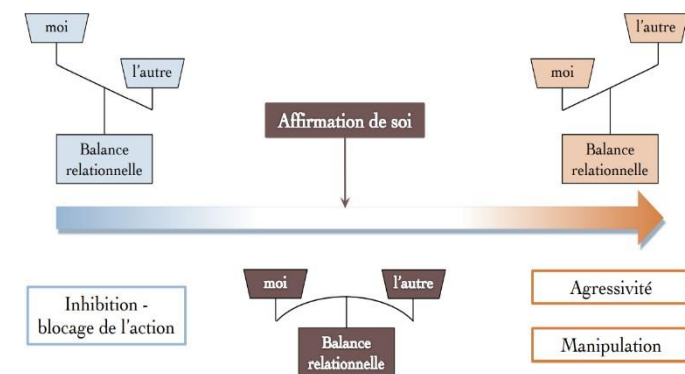 moi
l'autre
Balance
relationnelle
Affirmation de soi
l'autre
moi
Balance
relationnelle
Inhibition -
blocage de l'action
moi
l'autre
Balance
relationnelle
Agressivité
Manipulation